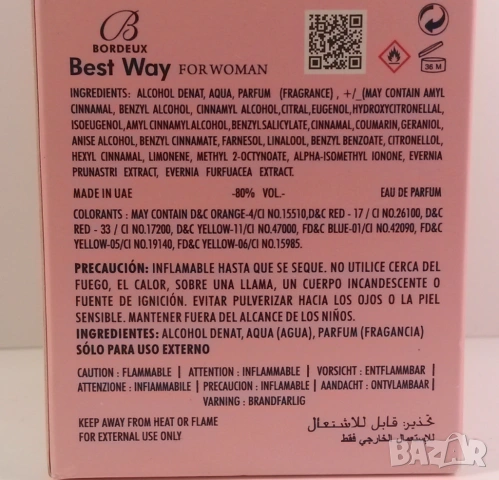 B
BORDEUX
Best Way FOR WOMAN
36 M
INGREDIENTS: ALCOHOL DENAT, AQUA, PARFUM (FRAGRANCE) , +/_(MAY CONTAIN AMYL
CINNAMAL, BENZYL ALCOHOL, CINNAMYL ALCOHOL,CITRAL,EUGENOL,HYDROXYCITRONELLAL,
ISOEUGENOL,AMYL CINNAMYL ALCOHOL, BENZYL SALICYLATE, CINNAMAL, COUMARIN, GERANIOL,
ANISE ALCOHOL, BENZYL CINNAMATE, FARNESOL, LINALOOL, BENZYL BENZOATE, CITRONELLOL,
HEXYL CINNAMAL, LIMONENE, METHYL 2-OCTYNOATE, ALPHA-ISOMETHYL IONONE, EVERNIA
PRUNASTRI EXTRACT, EVERNIA FURFUACEA EXTRACT.
MADE IN UAE -80% VOL.- EAU DE PARFUM
COLORANTS : MAY CONTAIN D&C ORANGE-4/CI NO.15510,D&C RED - 17 / CI NO.26100, D&C
RED - 33 / CI NO.17200, D&C YELLOW-11/CI NO.47000, FD&C BLUE-01/CI NO.42090, FD&C
YELLOW-05/CI NO.19140, FD&C YELLOW-06/CI NO.15985.
PRECAUCIÓN: INFLAMABLE HASTA QUE SE SEQUE. NO UTILICE CERCA DEL
FUEGO, EL CALOR, SOBRE UNA LLAMA, UN CUERPO INCANDESCENTE O
FUENTE DE IGNICIÓN. EVITAR PULVERIZAR HACIA LOS OJOS O LA PIEL
SENSIBLE. MANTENER FUERA DEL ALCANCE DE LOS NIÑOS.
INGREDIENTES: ALCOHOL DENAT, AQUA (AGUA), PARFUM (FRAGANCIA)
SÓLO PARA USO EXTERNO
CAUTION : FLAMMABLE | ATTENTION : INFLAMMABLE | VORSICHT : ENTFLAMMBAR
ATTENZIONE : INFIAMMABILE | PRECAUCION : INFLAMABLE | AANDACHT : ONTVLAMBAAR |
VARNING : BRANDFARLIG
KEEP AWAY FROM HEAT OR FLAME
FOR EXTERNAL USE ONLY
تحذير: قابل للاشتعال
للإستعمال الخارجي فقط
BAZAR